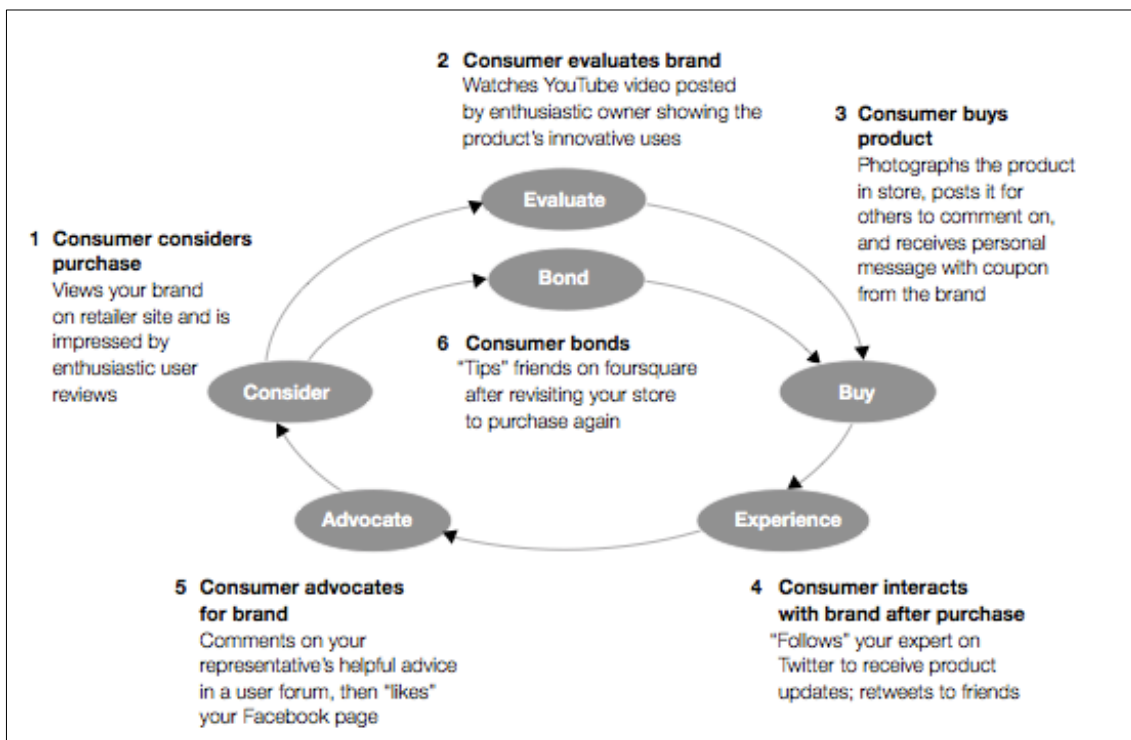 2 Consumer evaluates brand
Watches YouTube video posted
by enthusiastic owner showing the
product's innovative uses
3 Consumer buys
product
Photographs the product
in store, posts it for
others to comment on,
and receives personal
message with coupon
from the brand
Evaluate
1 Consumer considers
purchase
Views your brand
on retailer site and is
impressed by
enthusiastic user
reviews
Bond
6 Consumer bonds
"Tips" friends on foursquare
after revisiting your store
to purchase again
Consider
Buy
Advocate
Experience
5 Consumer advocates
for brand
Comments on your
representative's helpful advice
in a user forum, then "likes"
your Facebook page
4 Consumer interacts
with brand after purchase
"Follows" your expert on
Twitter to receive product
updates; retweets to friends